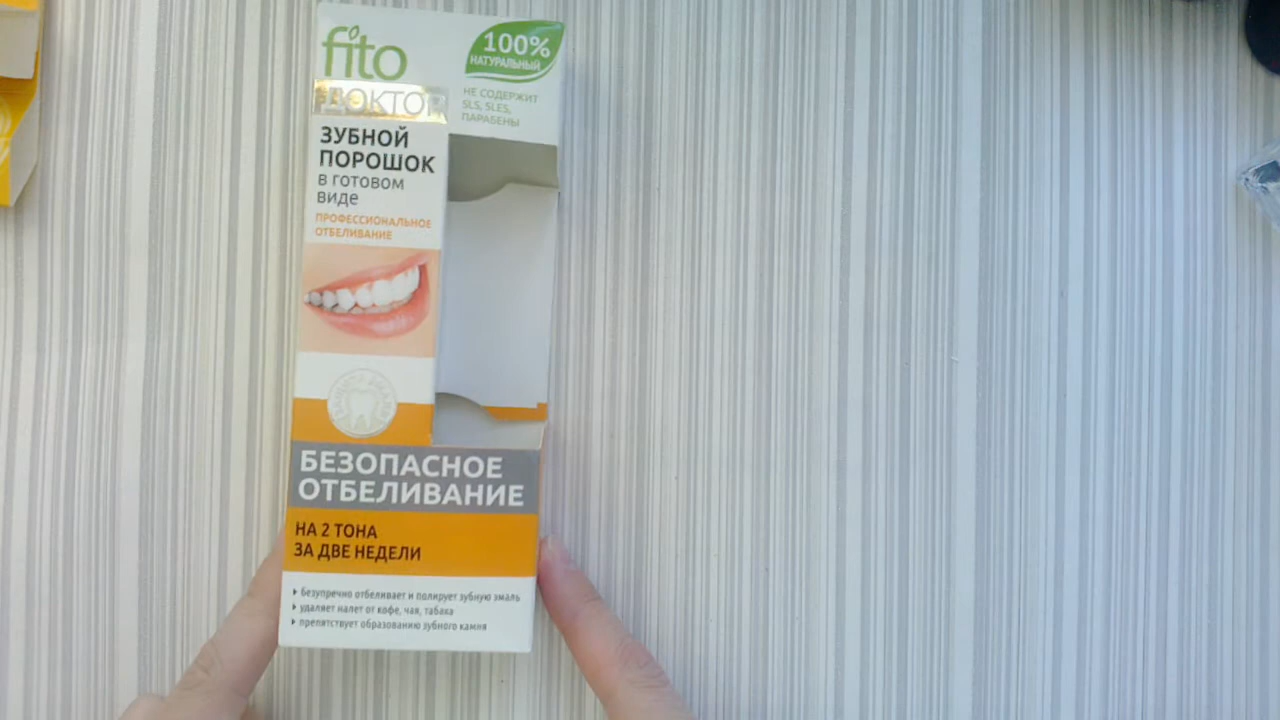 fito
ДОКТОР
100%
НАТУРАЛЬНЫЙ
НЕ СОДЕРЖИТ
SLS, SLES,
ПАРАБЕНЫ
ЗУБНОЙ
ПОРОШОК
в готовом
виде
ПРОФЕССИОНАЛЬНОЕ
ОТБЕЛИВАНИЕ
БЕЗОПАСНОЕ
ОТБЕЛИВАНИЕ
НА 2 ТОНА
ЗА ДВЕ НЕДЕЛИ
безупречно отбеливает и полирует зубную эмаль
удаляет налет от кофе, чая, табака
препятствует образованию зубного камня